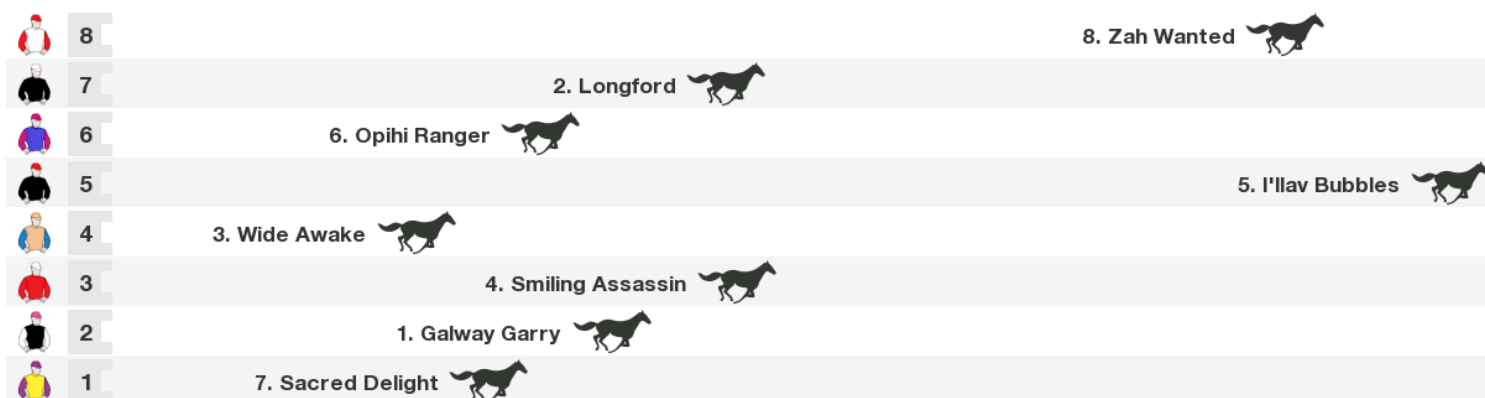 8 8. Zah Wanted
7 2. Longford
6 6. Opihi Ranger
5 5. I'llav Bubbles
4 3. Wide Awake
3 4. Smiling Assassin
2 1. Galway Garry
1 7. Sacred Delight